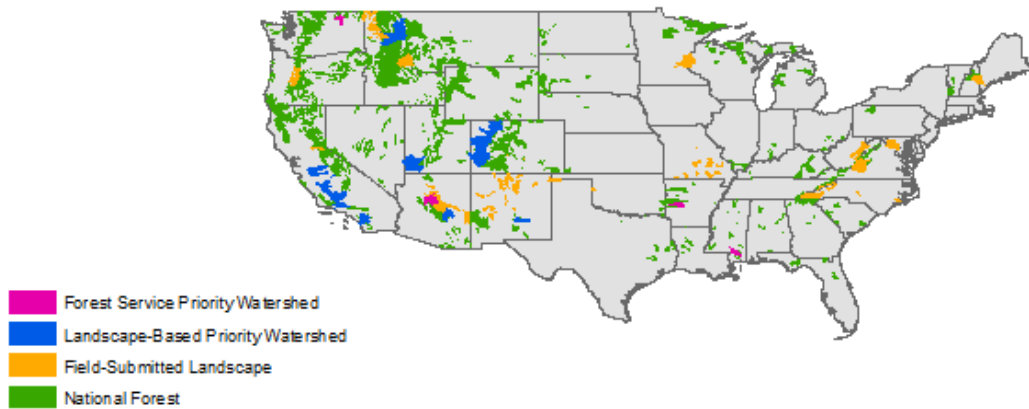 Forest Service Priority Watershed
Landscape-Based Priority Watershed
Field-Submitted Landscape
National Forest